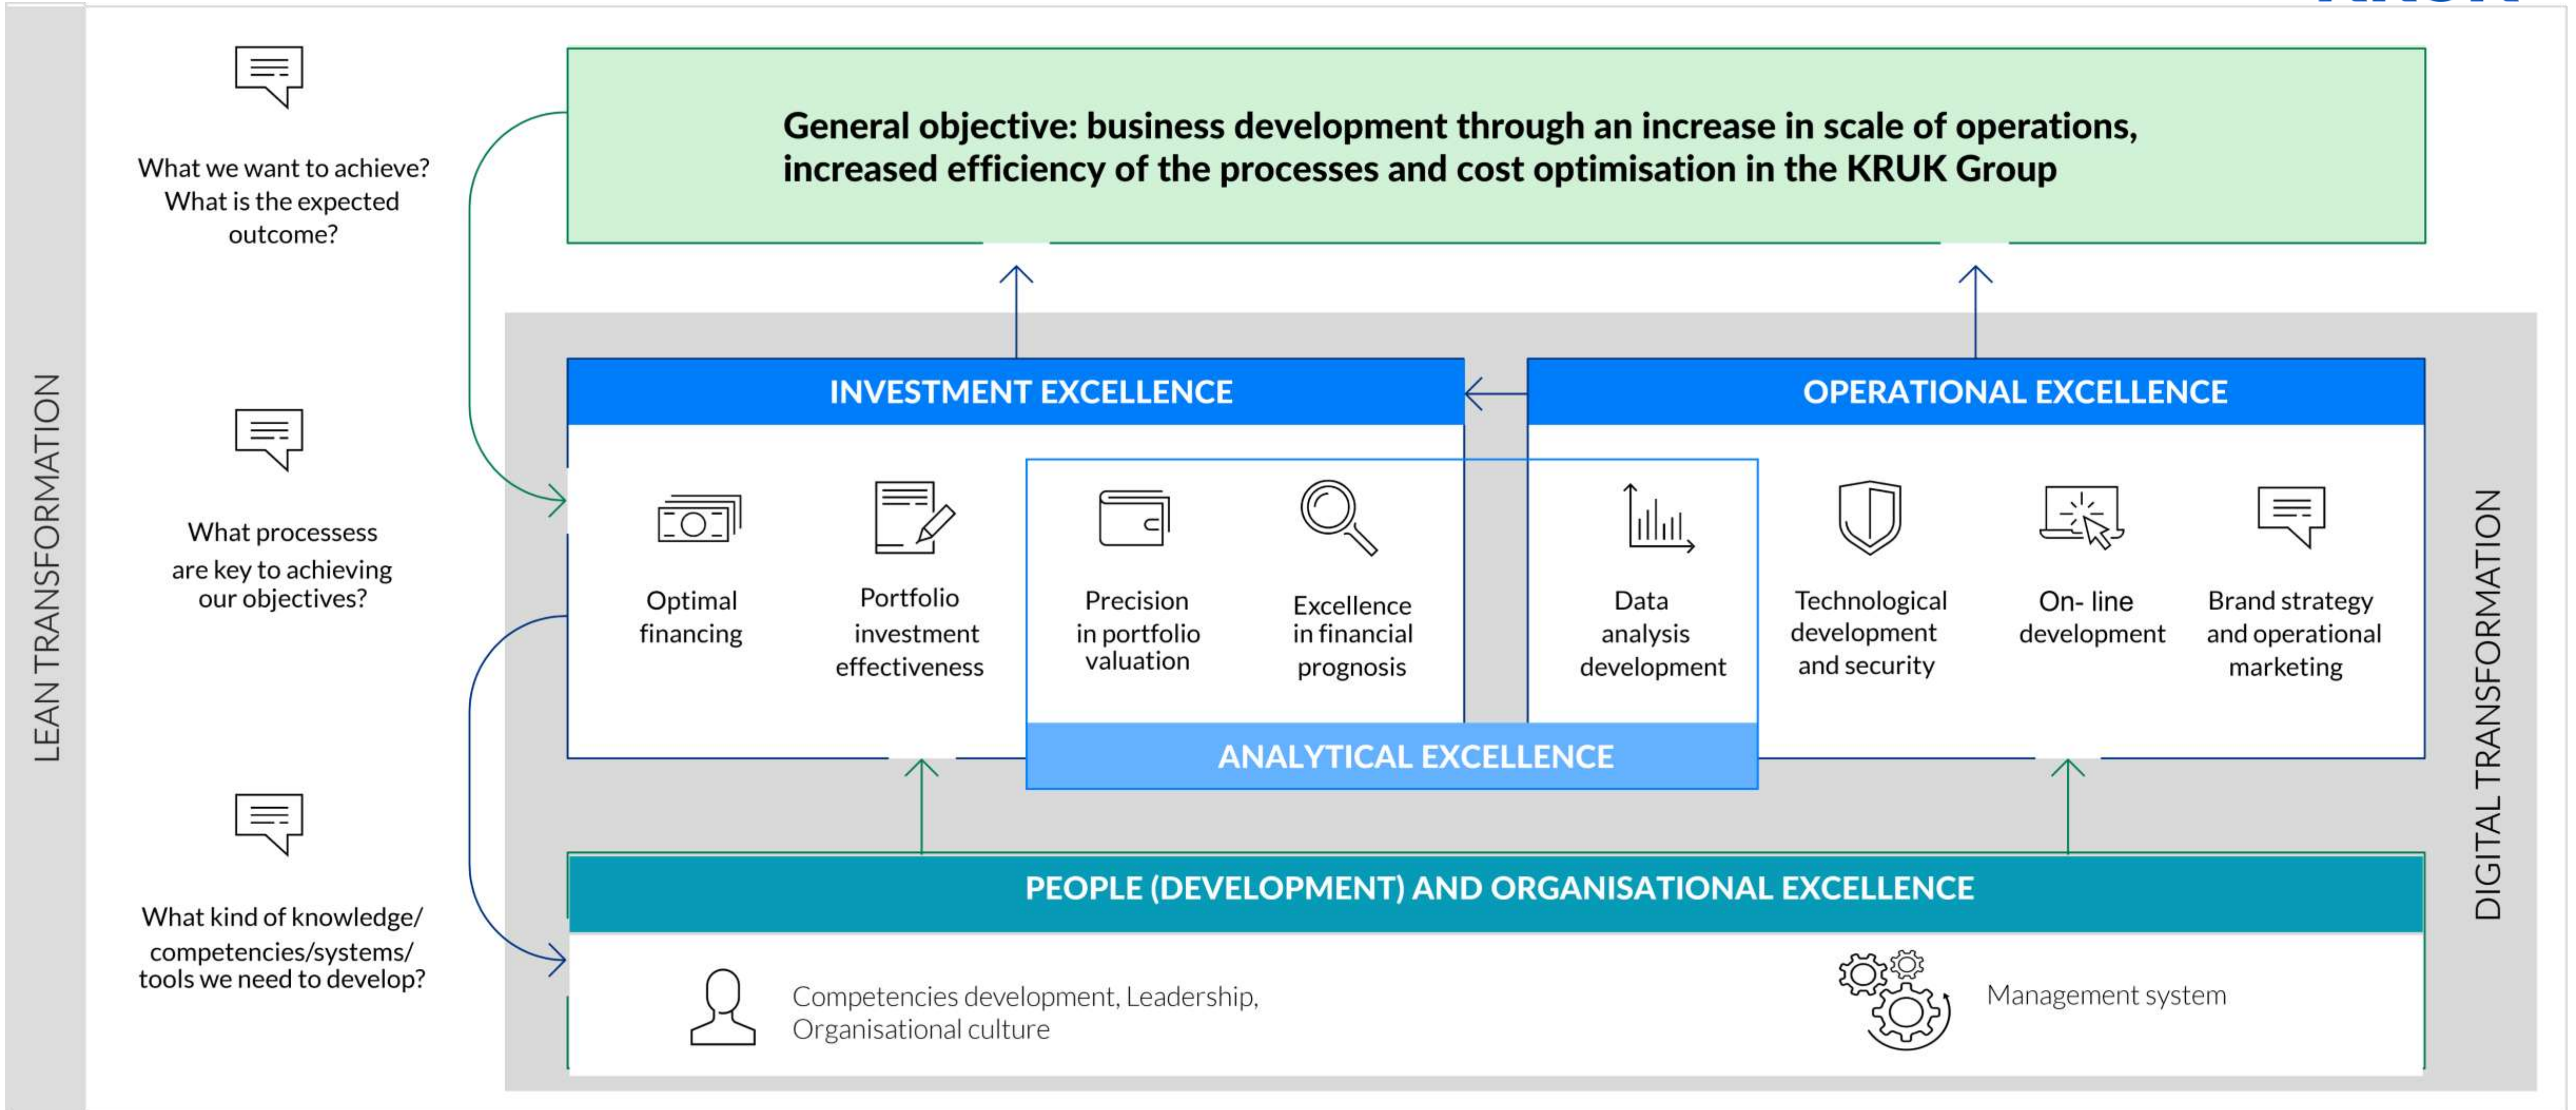 What we want to achieve?
What is the expected
outcome?
General objective: business development through an increase in scale of operations,
increased efficiency of the processes and cost optimisation in the KRUK Group
LEAN TRANSFORMATION
What processess
are key to achieving
our objectives?
INVESTMENT EXCELLENCE
OPERATIONAL EXCELLENCE
Optimal
financing
Portfolio
investment
effectiveness
Precision
in portfolio
valuation
Excellence
in financial
prognosis
Data
analysis
development
Technological
development
and security
On- line
development
Brand strategy
and operational
marketing
ANALYTICAL EXCELLENCE
DIGITAL TRANSFORMATION
What kind of knowledge/
competencies/systems/
tools we need to develop?
PEOPLE (DEVELOPMENT) AND ORGANISATIONAL EXCELLENCE
Competencies development, Leadership,
Organisational culture
Management system